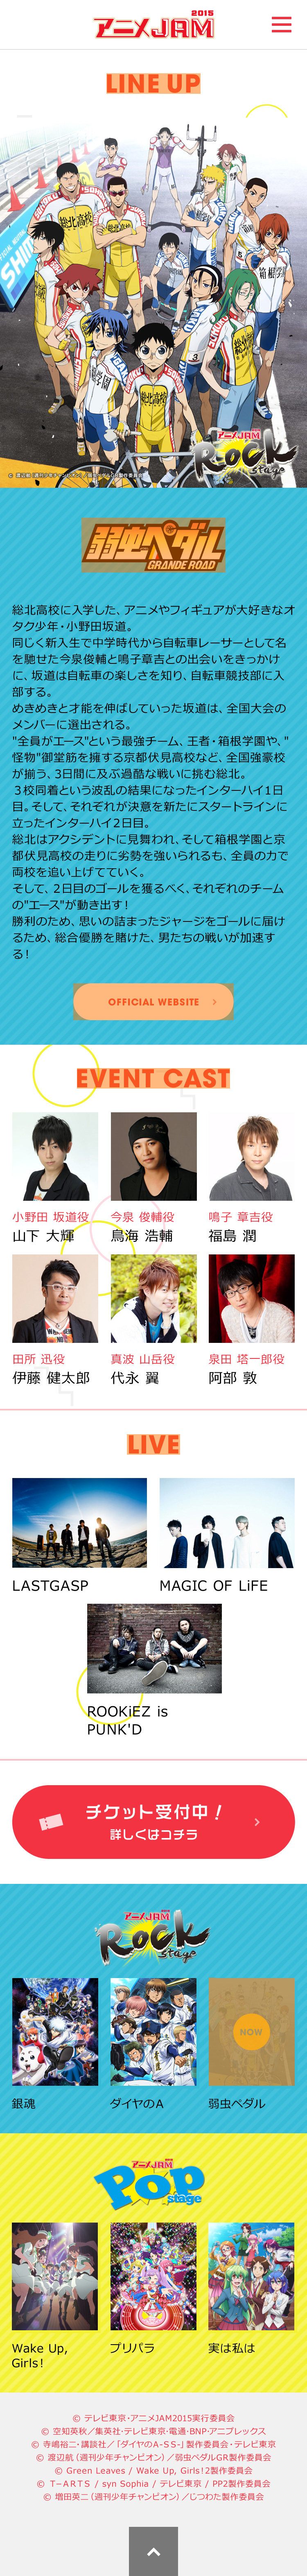 アニメJAM 2015
LINE UP
総北高校
箱根学園
アニメJAM
ROCK stage
弱虫ペダル
GRANDE ROAD
総北高校に入学した、アニメやフィギュアが大好きなオ
タク少年・小野田坂道。
同じく新入生で中学時代から自転車レーサーとして名
を馳せた今泉俊輔と鳴子章吉との出会いをきっかけ
に、坂道は自転車の楽しさを知り、自転車競技部に入
部する。
めきめきと才能を伸ばしていった坂道は、全国大会の
メンバーに選出される。
"全員がエース"という最強チーム、王者・箱根学園や、"
怪物"御堂筋を擁する京都伏見高校など、全国強豪校
が揃う、3日間に及ぶ過酷な戦いに挑む総北。
３校同着という波乱の結果になったインターハイ１日
目。そして、それぞれが決意を新たにスタートラインに
立ったインターハイ２日目。
総北はアクシデントに見舞われ、そして箱根学園と京
都伏見高校の走りに劣勢を強いられるも、全員の力で
両校を追い上げてていく。
そして、２日目のゴールを獲るべく、それぞれのチーム
の"エース"が動き出す！
勝利のため、思いの詰まったジャージをゴールに届け
るため、総合優勝を賭けた、男たちの戦いが加速す
る！
OFFICIAL WEBSITE
EVENT CAST
小野田 坂道役
山下 大輝
今泉 俊輔役
鳥海 浩輔
鳴子 章吉役
福島 潤
田所 迅役
伊藤 健太郎
真波 山岳役
代永 翼
泉田 塔一郎役
阿部 敦
LIVE
LASTGASP
MAGIC OF LiFE
ROOKiEZ is
PUNK'D
チケット受付中！
詳しくはコチラ
アニメJAM
Rock stage
銀魂
ダイヤのA
NOW
弱虫ペダル
アニメJAM
Pop stage
Wake Up,
Girls！
プリパラ
実は私は
© テレビ東京・アニメJAM2015実行委員会
© 空知英秋／集英社・テレビ東京・電通・BNP・アニプレックス
© 寺嶋裕二・講談社／「ダイヤのA-ＳＳ-」製作委員会・テレビ東京
© 渡辺航（週刊少年チャンピオン）／弱虫ペダルGR製作委員会
© Green Leaves / Wake Up, Girls！2製作委員会
© Ｔ－ＡＲＴＳ / syn Sophia / テレビ東京 / PP2製作委員会
© 増田英二（週刊少年チャンピオン）／じつわた製作委員会